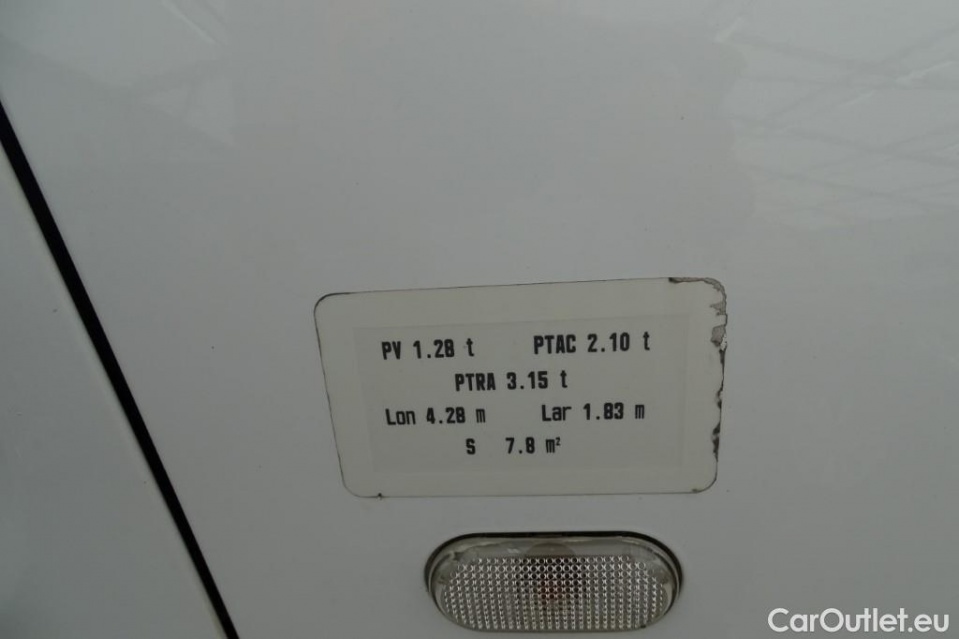 PV 1.28 t PTAC 2.10 t
PTRA 3.15 t
Lon 4.28 m Lar 1.83 m
S 7.8 m²
CarOutlet.eu